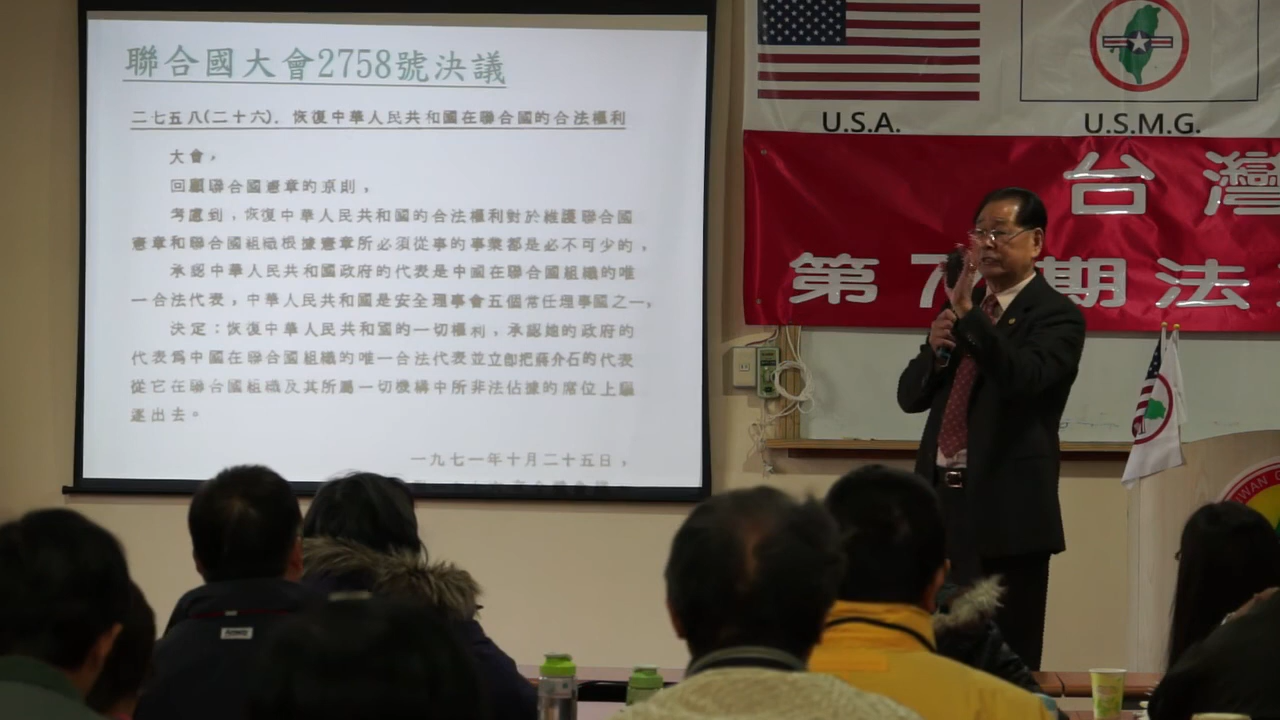 聯合國大會2758號決議
二七五八(二十六). 恢復中華人民共和國在聯合國的合法權利
大會，
回顧聯合國憲章的原則，
考慮到，恢復中華人民共和國的合法權利對於維護聯合國
憲章和聯合國組織根據憲章所必須從事的事業都是必不可少的，
承認中華人民共和國政府的代表是中國在聯合國組織的唯
一合法代表，中華人民共和國是安全理事會五個常任理事國之一，
決定：恢復中華人民共和國的一切權利，承認她的政府的
代表為中國在聯合國組織的唯一合法代表並立即把蔣介石的代表
從它在聯合國組織及其所屬一切機構中所非法佔據的席位上驅
逐出去。
一九七一年十月二十五日，
U.S.A.
U.S.M.G.
台灣
第7 期法